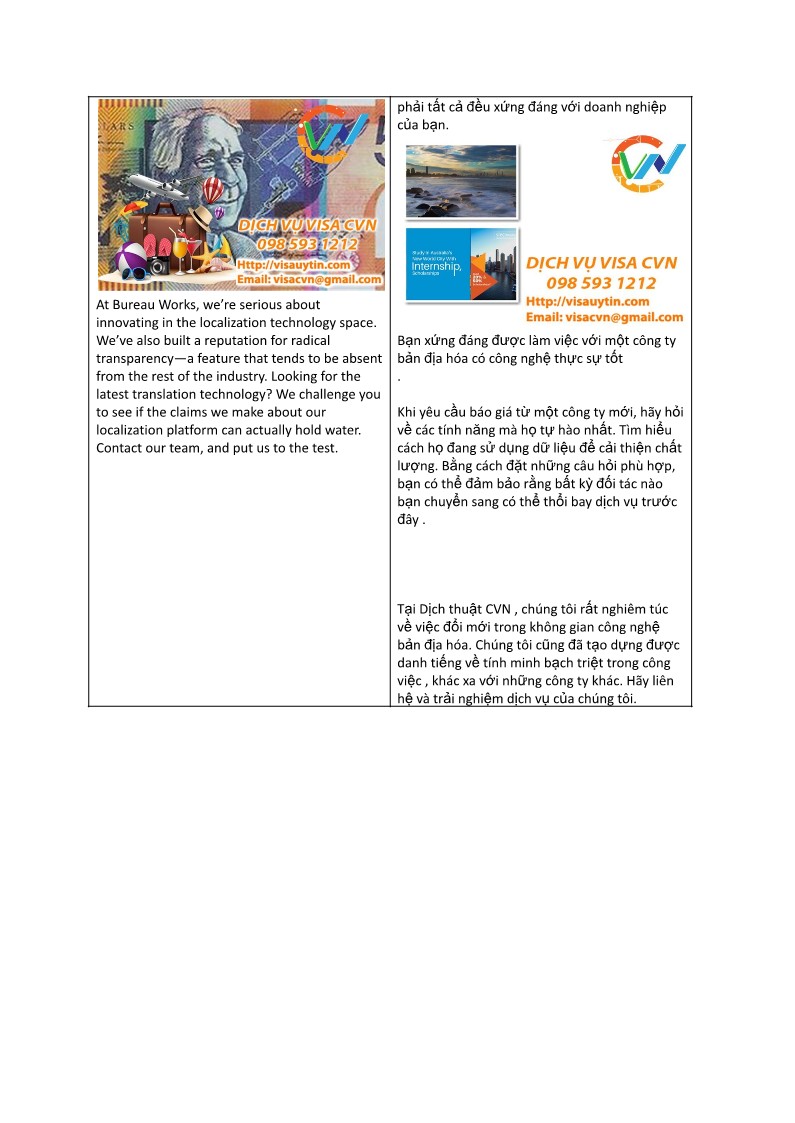 LARS
VN
DỊCH VỤ VISA CVN
098 593 1212
Http://visauytin.com
Email: visacvn@gmail.com
At Bureau Works, we’re serious about
innovating in the localization technology space.
We’ve also built a reputation for radical
transparency—a feature that tends to be absent
from the rest of the industry. Looking for the
latest translation technology? We challenge you
to see if the claims we make about our
localization platform can actually hold water.
Contact our team, and put us to the test.
phải tất cả đều xứng đáng với doanh nghiệp
của bạn.
VN
Study in Australia's
New World City With
Internship,
Scholarships
DỊCH VỤ VISA CVN
098 593 1212
Http://visauytin.com
Email: visacvn@gmail.com
Bạn xứng đáng được làm việc với một công ty
bản địa hóa có công nghệ thực sự tốt
.
Khi yêu cầu báo giá từ một công ty mới, hãy hỏi
về các tính năng mà họ tự hào nhất. Tìm hiểu
cách họ đang sử dụng dữ liệu để cải thiện chất
lượng. Bằng cách đặt những câu hỏi phù hợp,
bạn có thể đảm bảo rằng bất kỳ đối tác nào
bạn chuyển sang có thể thổi bay dịch vụ trước
đây .
Tại Dịch thuật CVN , chúng tôi rất nghiêm túc
về việc đổi mới trong không gian công nghệ
bản địa hóa. Chúng tôi cũng đã tạo dựng được
danh tiếng về tính minh bạch triệt trong công
việc , khác xa với những công ty khác. Hãy liên
hệ và trải nghiệm dịch vụ của chúng tôi.